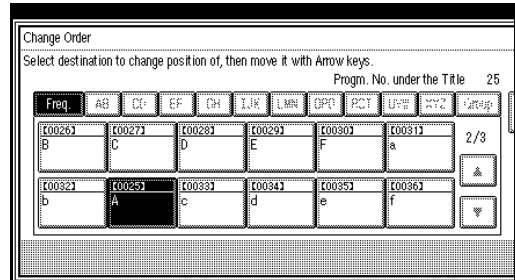 Change Order
Select destination to change position of, then move it with Arrow keys.
Progm. No. under the Title 25
Freq. AB CD EF GH IJK LMN OPQ RST UVW XYZ Group
[0026] [0027] [0028] [0029] [0030] [0031] 2/3
B C D E F a
[0032] [0025] [0033] [0034] [0035] [0036]
b A c d e f